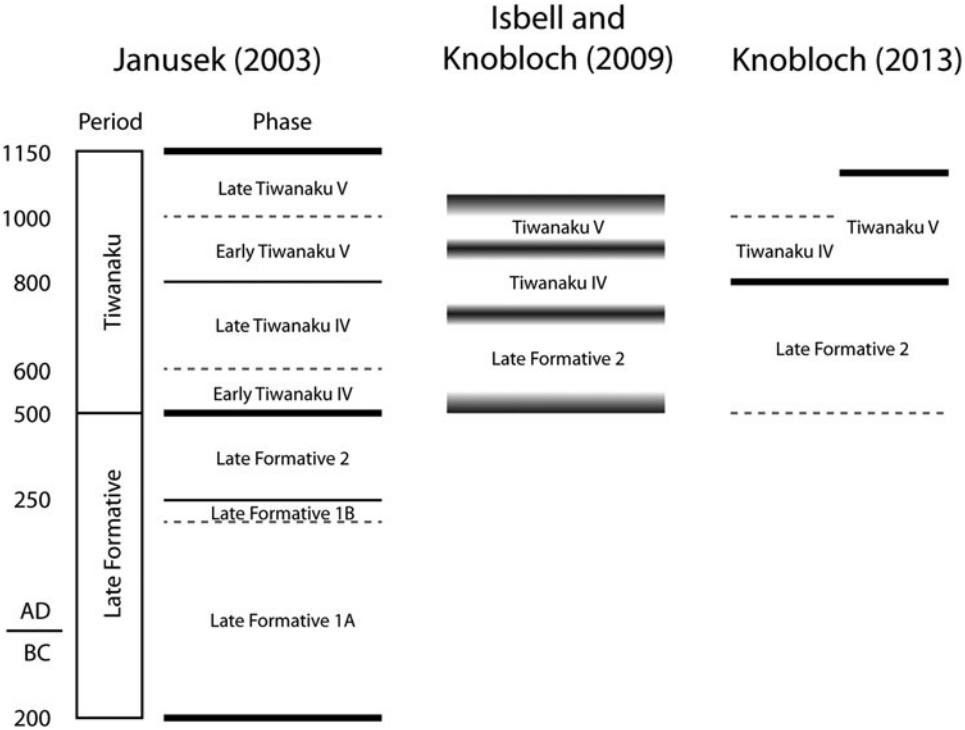 Janusek (2003)
Isbell and
Knobloch (2009)
Knobloch (2013)
Period
Phase
1150
1000
800
600
500
250
AD
BC
200
Tiwanaku
Late Formative
Late Tiwanaku V
Early Tiwanaku V
Late Tiwanaku IV
Early Tiwanaku IV
Late Formative 2
Late Formative 1B
Late Formative 1A
Tiwanaku V
Tiwanaku IV
Late Formative 2
Tiwanaku V
Tiwanaku IV
Late Formative 2